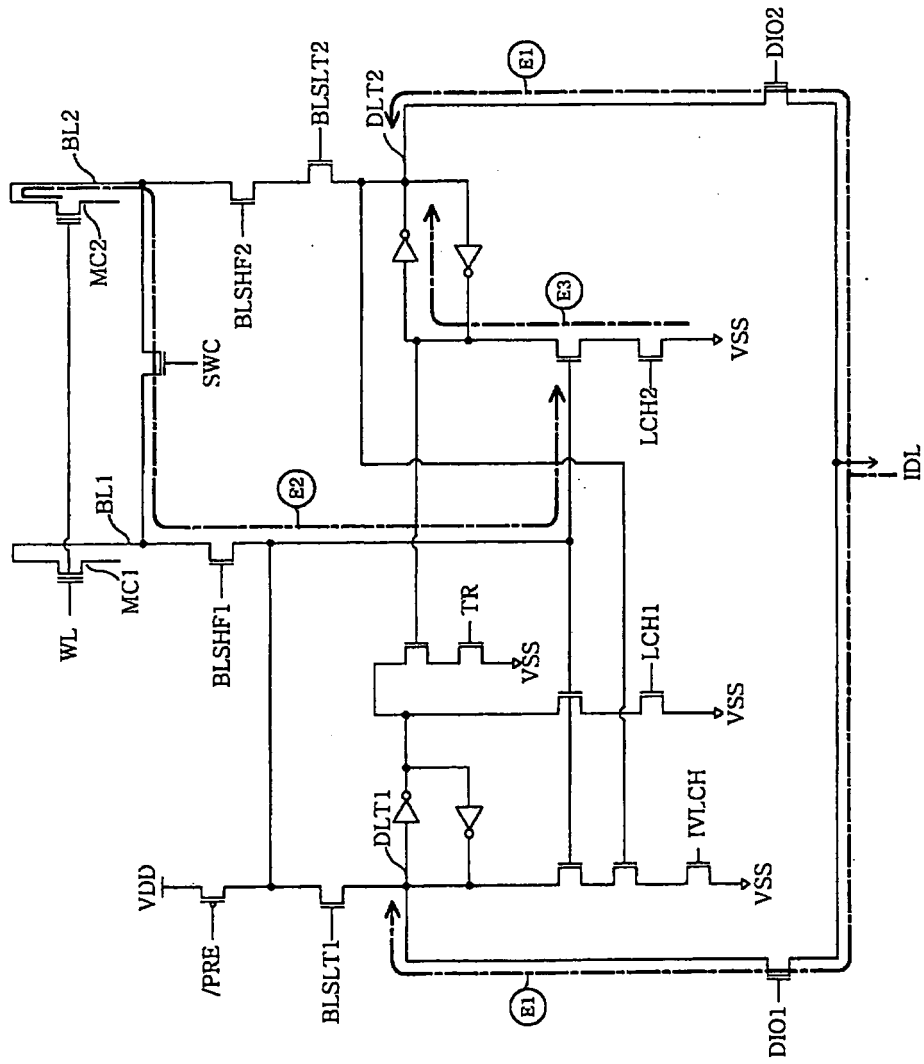 WL
MC1
BL1
MC2
BL2
SWC
BLSHF1
BLSHF2
BLSLT2
E2
VDD
/PRE
BLSLT1
DLT1
DLT2
TR
VSS
E1
E3
LCH1
LCH2
IVLCH
VSS
VSS
VSS
E1
DIO1
DIO2
IDL